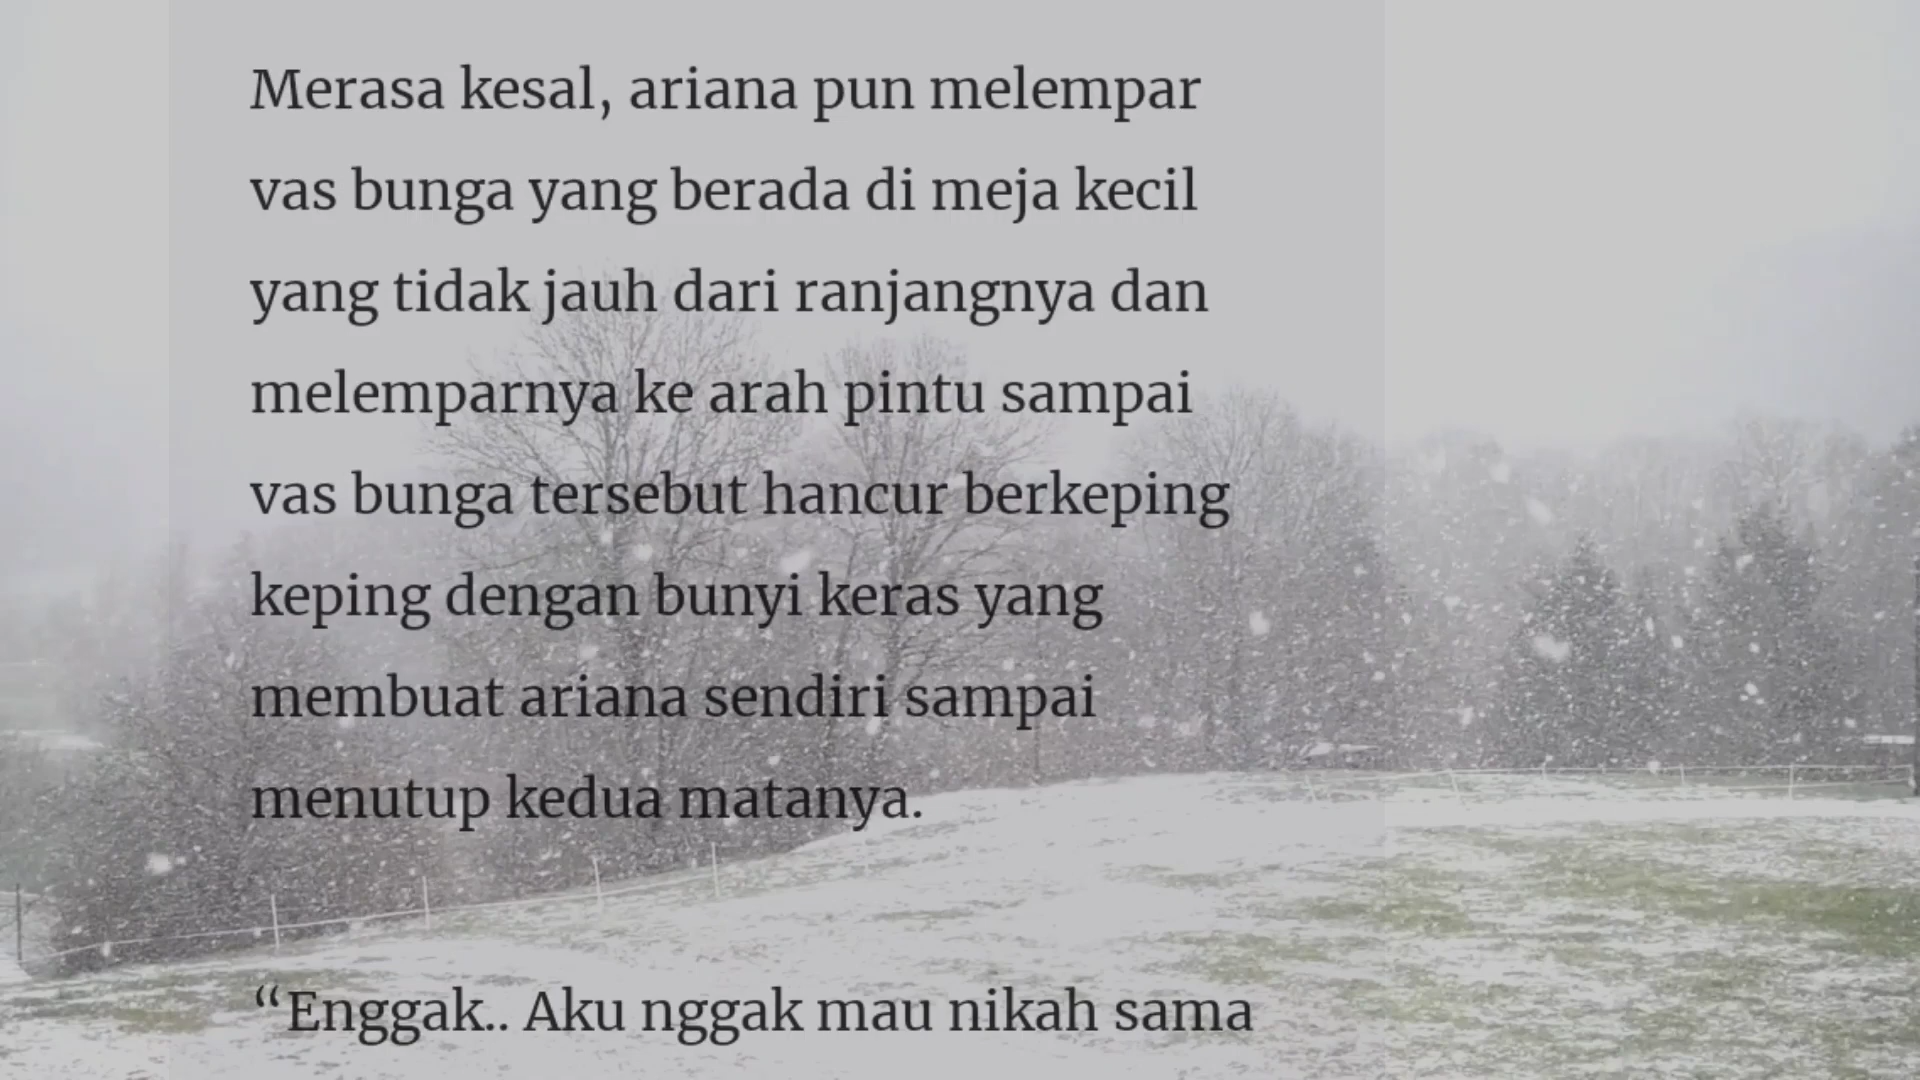 Merasa kesal, ariana pun melempar
vas bunga yang berada di meja kecil
yang tidak jauh dari ranjangnya dan
melemparnya ke arah pintu sampai
vas bunga tersebut hancur berkeping
keping dengan bunyi keras yang
membuat ariana sendiri sampai
menutup kedua matanya.
“Enggak.. Aku nggak mau nikah sama